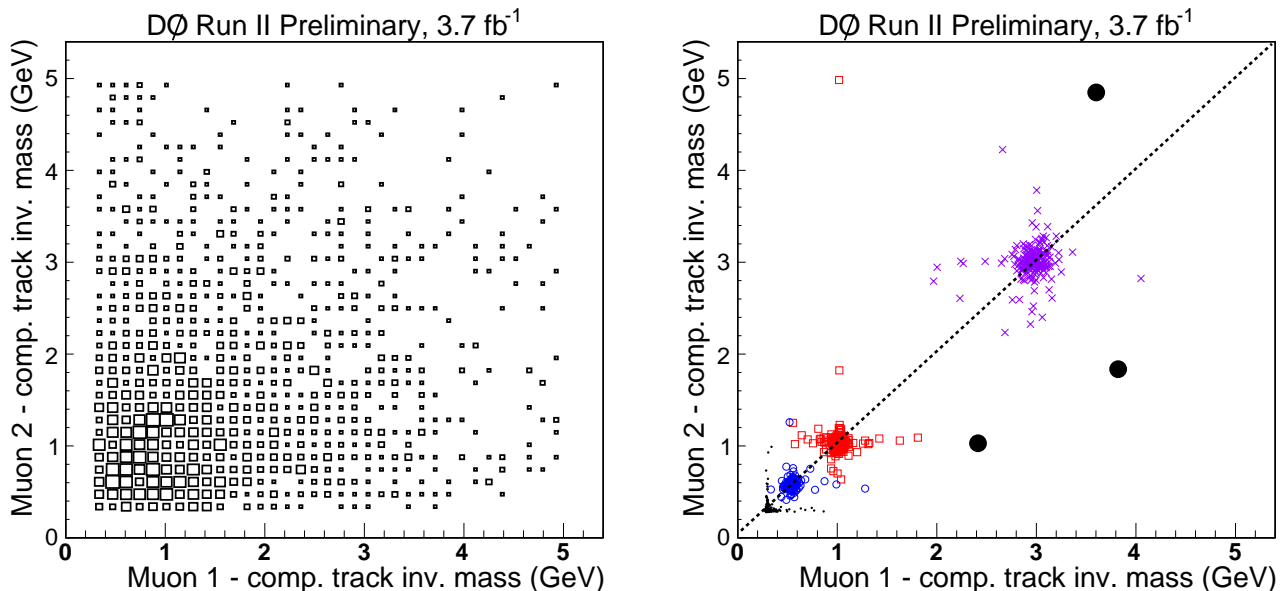 DØ Run II Preliminary, 3.7 fb-1
Muon 2 - comp. track inv. mass (GeV)
5
4
3
2
1
0
0 1 2 3 4 5
Muon 1 - comp. track inv. mass (GeV)
DØ Run II Preliminary, 3.7 fb-1
Muon 2 - comp. track inv. mass (GeV)
5
4
3
2
1
0
0 1 2 3 4 5
Muon 1 - comp. track inv. mass (GeV)